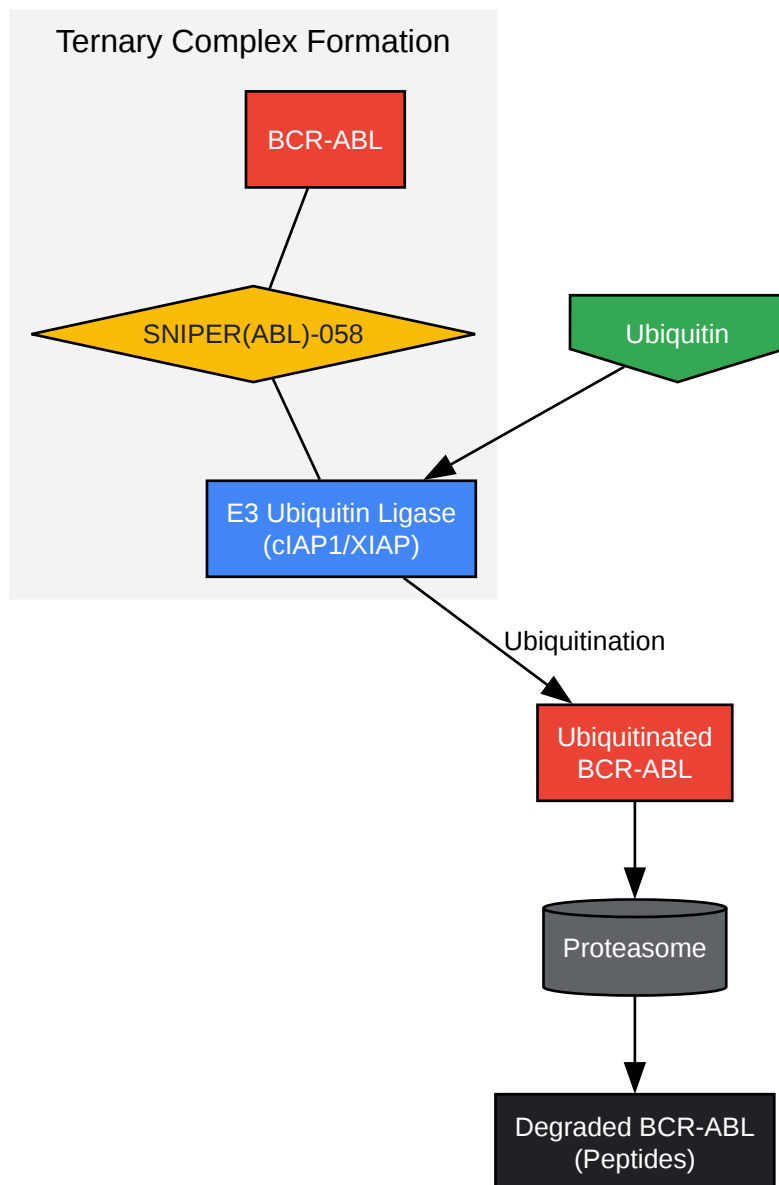 Ternary Complex Formation
BCR-ABL
SNIPER(ABL)-058
Ubiquitin
E3 Ubiquitin Ligase
(cIAP1/XIAP)
Ubiquitination
Ubiquitinated
BCR-ABL
Proteasome
Degraded BCR-ABL
(Peptides)